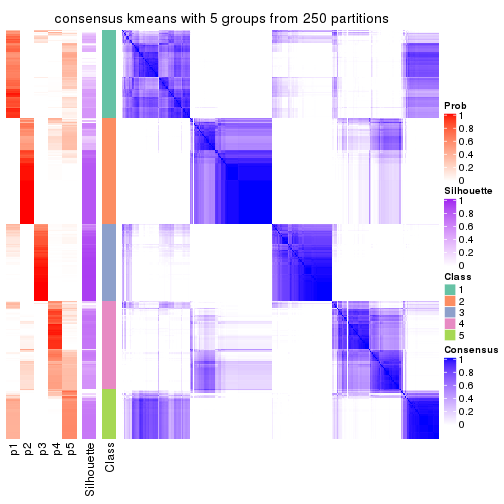 consensus kmeans with 5 groups from 250 partitions
Prob
1
0.8
0.6
0.4
0.2
0
Silhouette
1
0.8
0.6
0.4
0.2
0
Class
1
2
3
4
5
Consensus
1
0.8
0.6
0.4
0.2
0
p1
p2
p3
p4
p5
Silhouette
Class